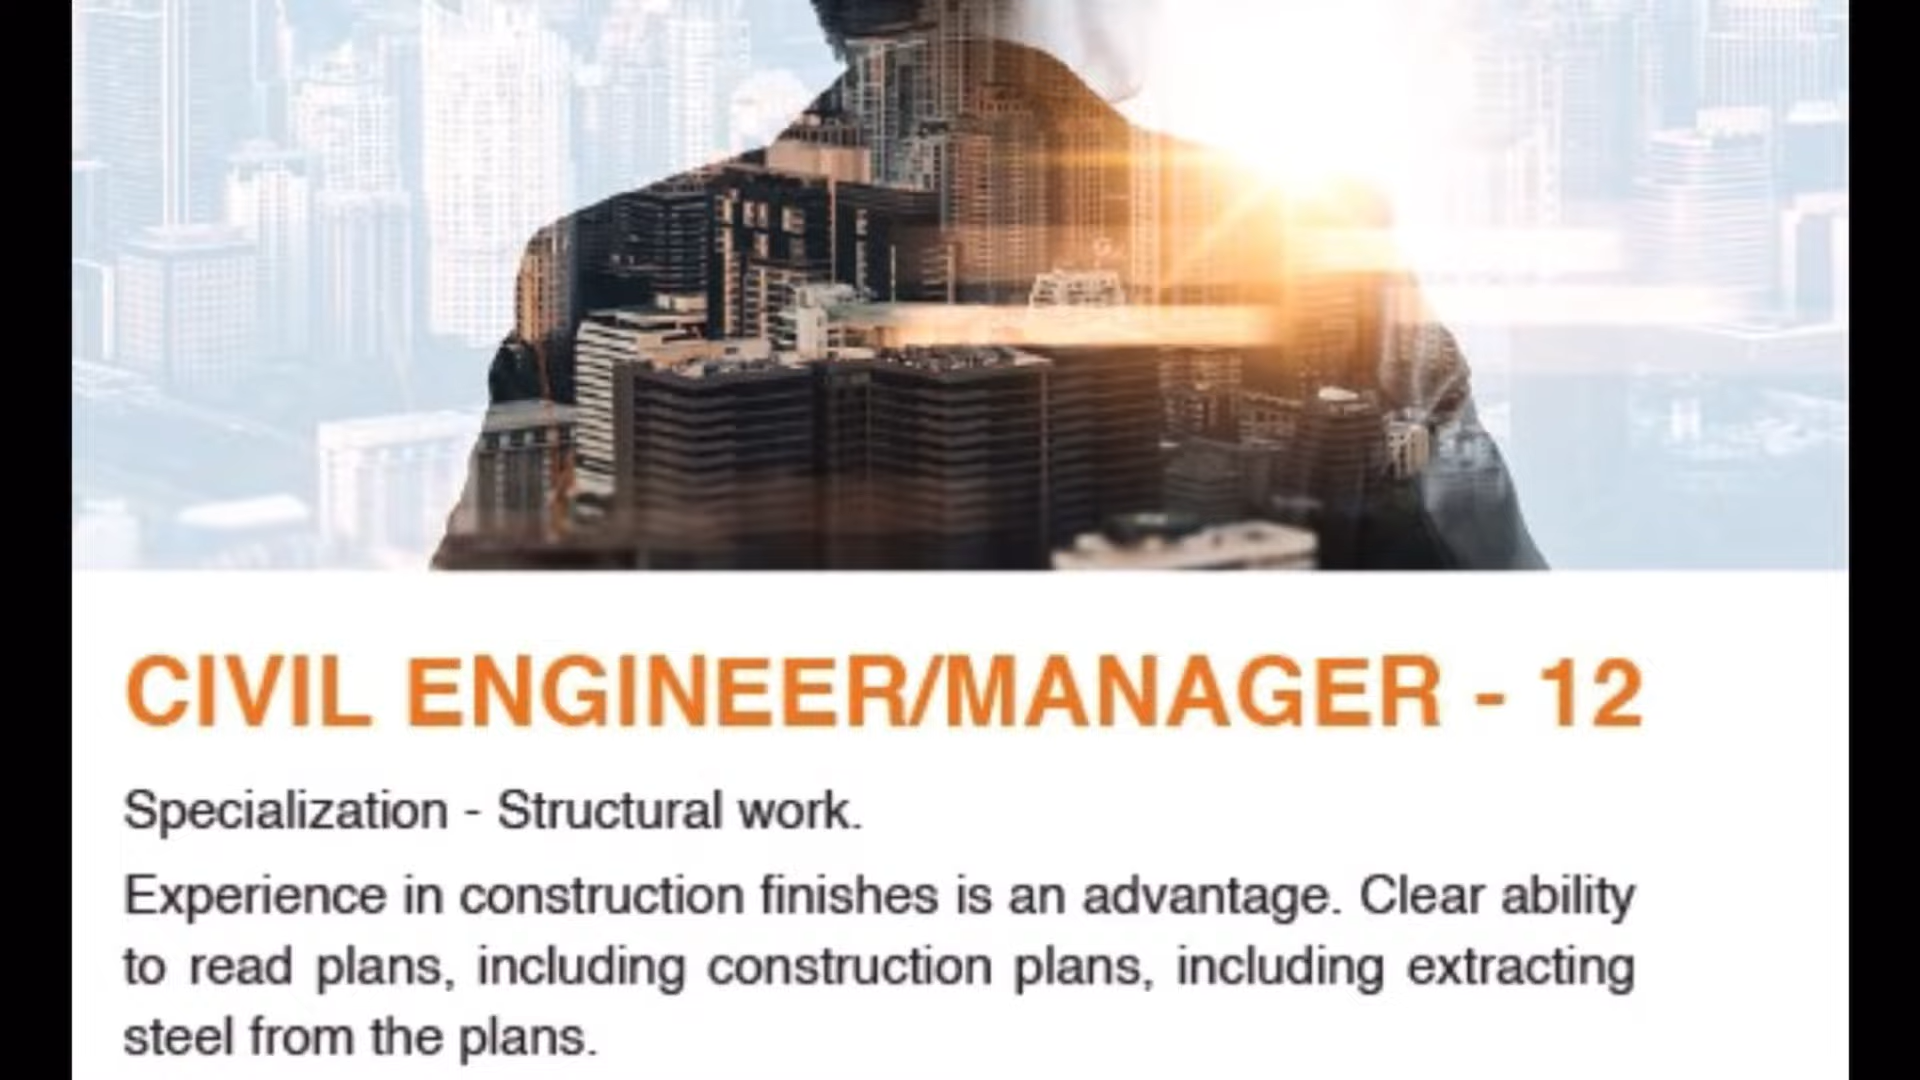 CIVIL ENGINEER/MANAGER - 12
Specialization - Structural work.
Experience in construction finishes is an advantage. Clear ability
to read plans, including construction plans, including extracting
steel from the plans.